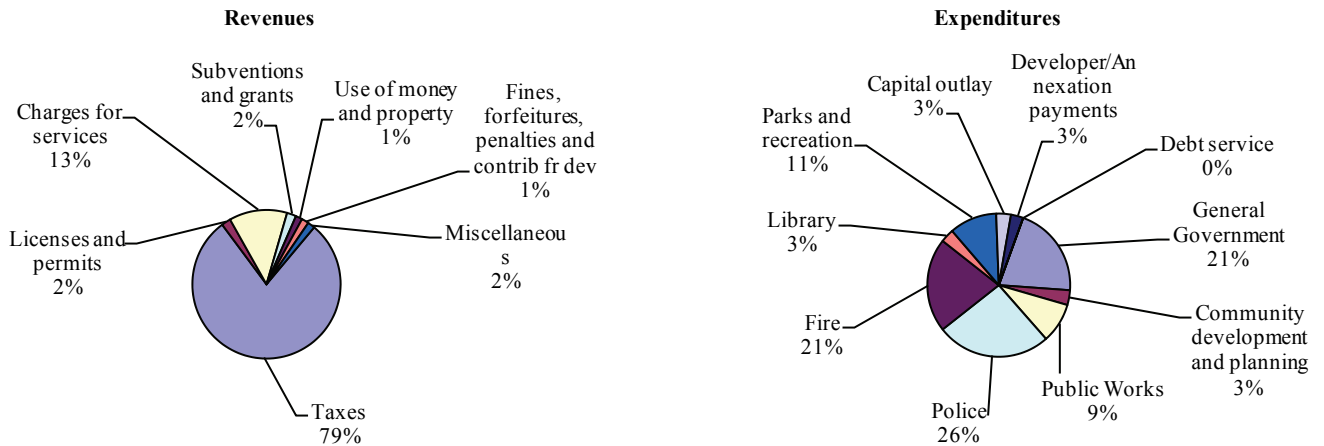 Revenues
Subventions
and grants
2%
Use of money
and property
1%
Fines,
forfeitures,
penalties and
contrib fr dev
1%
Charges for
services
13%
Licenses and
permits
2%
Miscellaneou
s
2%
Taxes
79%
Expenditures
Capital outlay
3%
Developer/An
nexation
payments
3%
Parks and
recreation
11%
Debt service
0%
Library
3%
General
Government
21%
Fire
21%
Community
development
and planning
3%
Public Works
9%
Police
26%